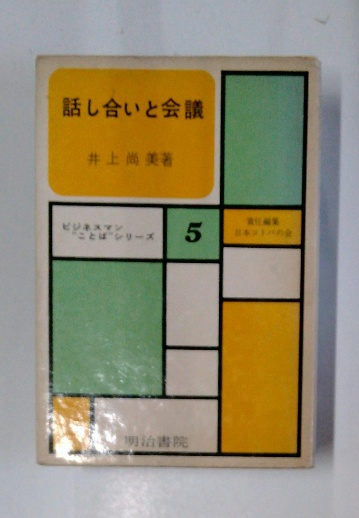 話し合いと会議
井上尚美著
ビジネスマン
"ことば"シリーズ
5
責任編集
日本コトバの会
明治書院